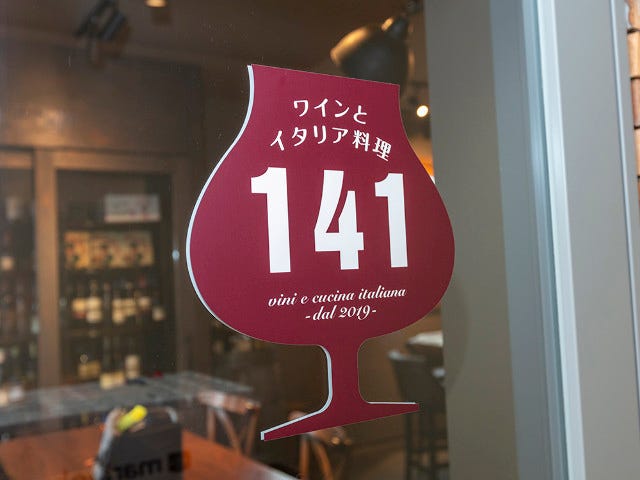 ワインと
イタリア料理
141
vini e cucina italiana
-dal 2019-